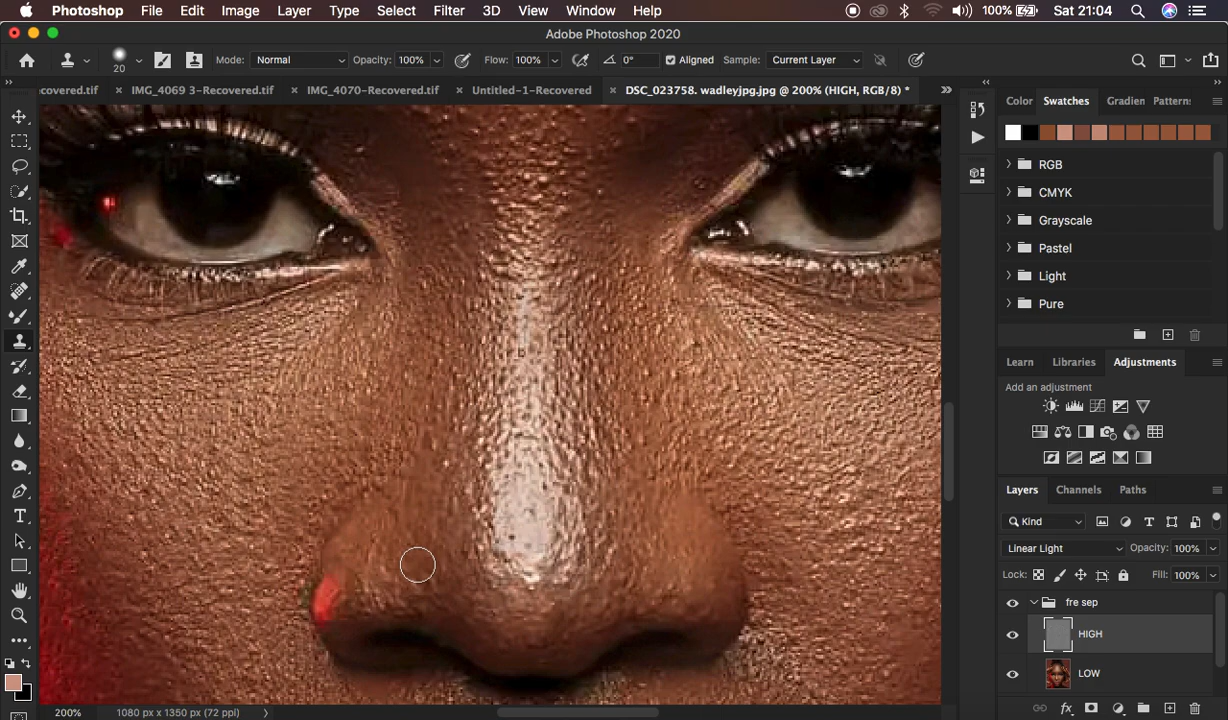 Photoshop File Edit Image Layer Type Select Filter 3D View Window Help 100% Sat 21:04
Adobe Photoshop 2020
20 Mode: Normal Opacity: 100% Flow: 100% 0° Aligned Sample: Current Layer
covered.tif × IMG_4069 3-Recovered.tif × IMG_4070-Recovered.tif × Untitled-1-Recovered × DSC_023758. wadleyjpg.jpg @ 200% (HIGH, RGB/8) *
Color Swatches Gradien Pattern
RGB
CMYK
Grayscale
Pastel
Light
Pure
Learn Libraries Adjustments
Add an adjustment
Layers Channels Paths
Kind
Linear Light Opacity: 100%
Lock: Fill: 100%
fre sep
HIGH
LOW
200% 1080 px x 1350 px (72 ppi)